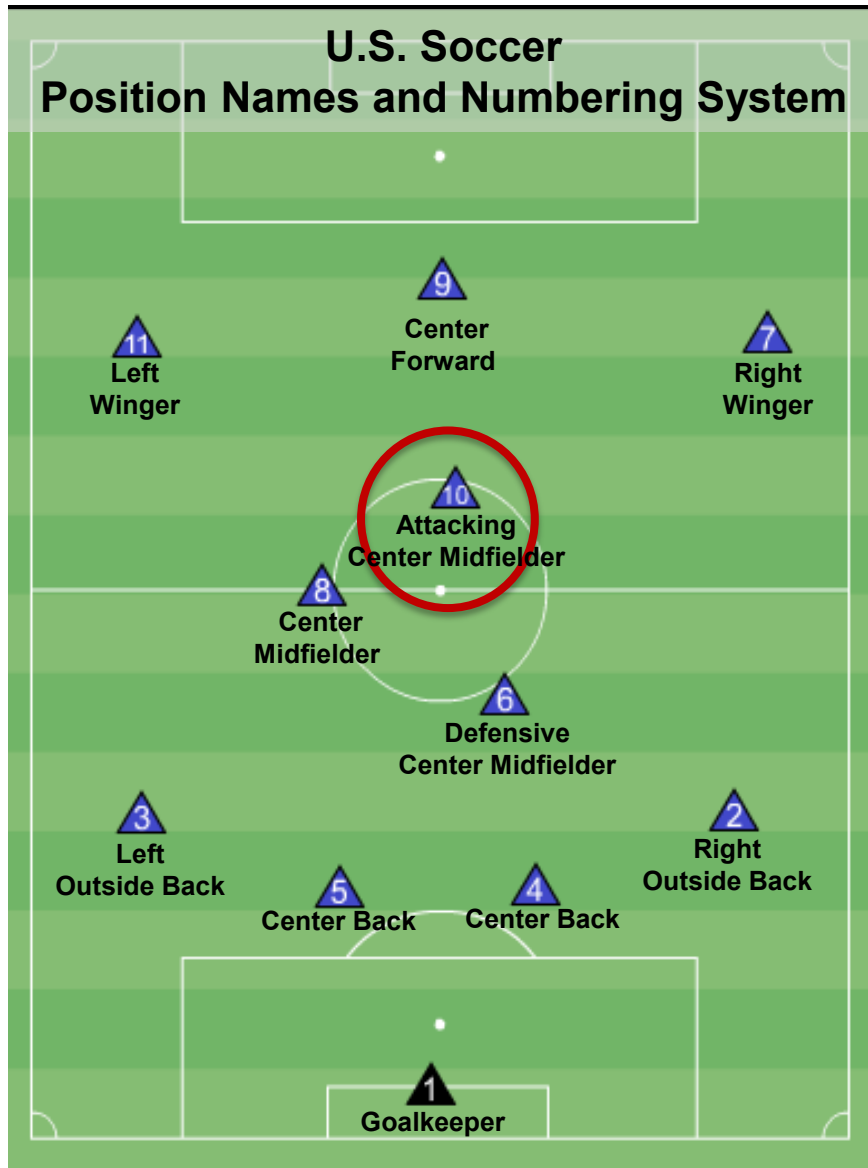 U.S. Soccer
Position Names and Numbering System
9
Center
Forward
11
Left
Winger
7
Right
Winger
10
Attacking
Center Midfielder
8
Center
Midfielder
6
Defensive
Center Midfielder
3
Left
Outside Back
2
Right
Outside Back
5
Center Back
4
Center Back
1
Goalkeeper